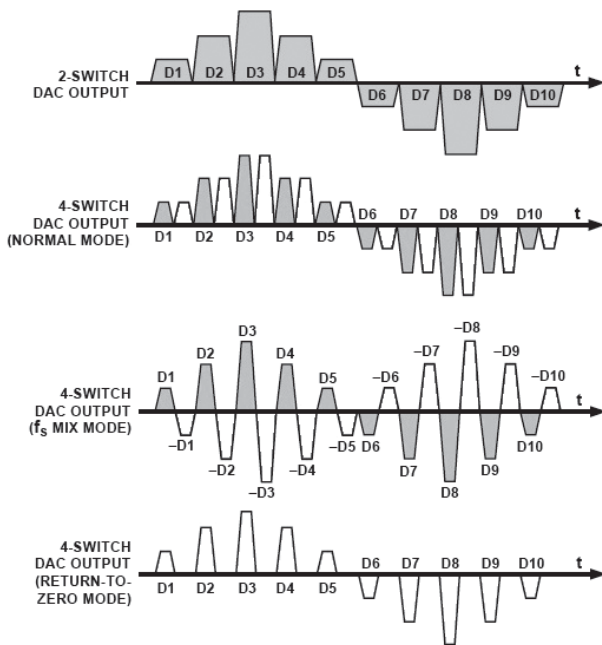 2-SWITCH
DAC OUTPUT
D1 D2 D3 D4 D5
t
D6 D7 D8 D9 D10
4-SWITCH
DAC OUTPUT
(NORMAL MODE)
D1 D2 D3 D4 D5
D6 D7 D8 D9 D10
t
4-SWITCH
DAC OUTPUT
(fS MIX MODE)
D1 D2 D3 D4 D5
–D1 –D2 –D3 –D4 –D5
–D6 –D7 –D8 –D9 –D10
t
D6 D7 D8 D9 D10
4-SWITCH
DAC OUTPUT
(RETURN-TO-
ZERO MODE)
D1 D2 D3 D4 D5
D6 D7 D8 D9 D10
t